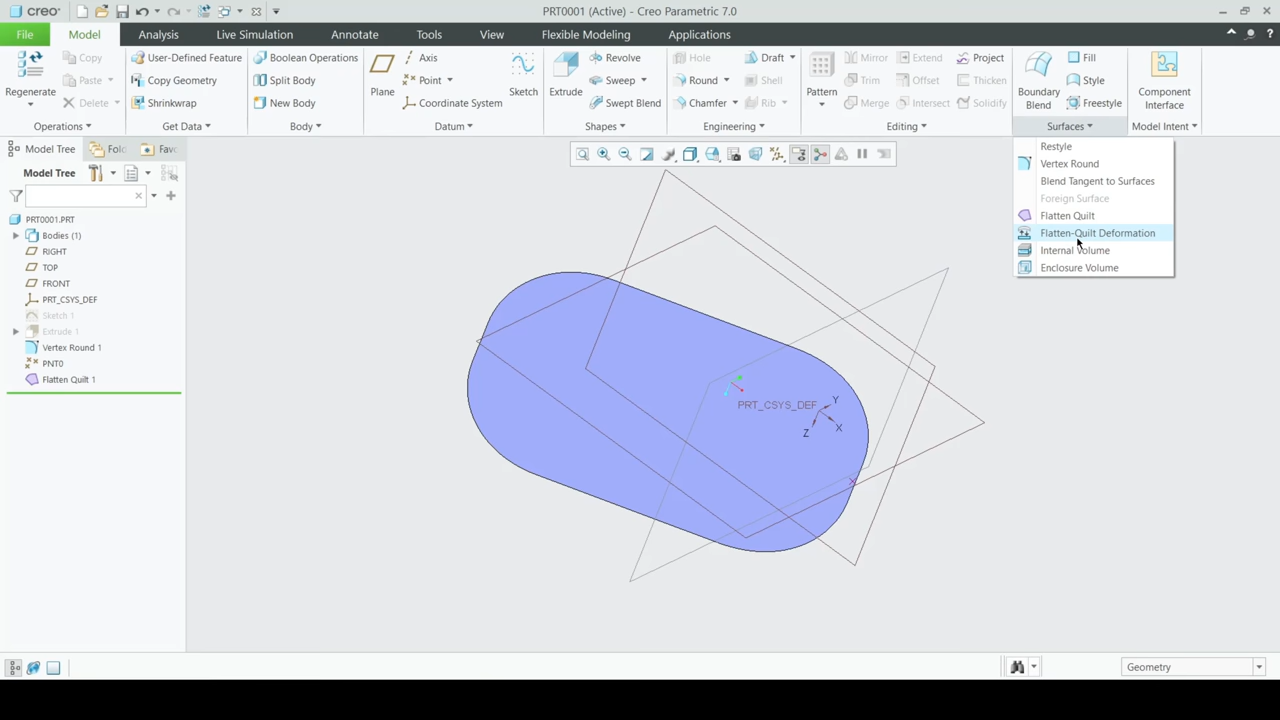 creo
PRT0001 (Active) - Creo Parametric 7.0
File Model Analysis Live Simulation Annotate Tools View Flexible Modeling Applications
Regenerate
Copy
Paste
Delete
Operations
User-Defined Feature
Copy Geometry
Shrinkwrap
Get Data
Boolean Operations
Split Body
New Body
Body
Plane
Axis
Point
Coordinate System
Sketch
Datum
Extrude
Revolve
Sweep
Swept Blend
Shapes
Hole
Round
Chamfer
Draft
Shell
Rib
Engineering
Pattern
Mirror
Trim
Merge
Extend
Offset
Intersect
Project
Thicken
Solidify
Editing
Boundary
Blend
Fill
Style
Freestyle
Surfaces
Component
Interface
Model Intent
Restyle
Vertex Round
Blend Tangent to Surfaces
Foreign Surface
Flatten Quilt
Flatten-Quilt Deformation
Internal Volume
Enclosure Volume
Model Tree Fol Fav
Model Tree
PRT0001.PRT
Bodies (1)
RIGHT
TOP
FRONT
PRT_CSYS_DEF
Sketch 1
Extrude 1
Vertex Round 1
PNT0
Flatten Quilt 1
PRT_CSYS_DEF
Y
X
Z
Geometry